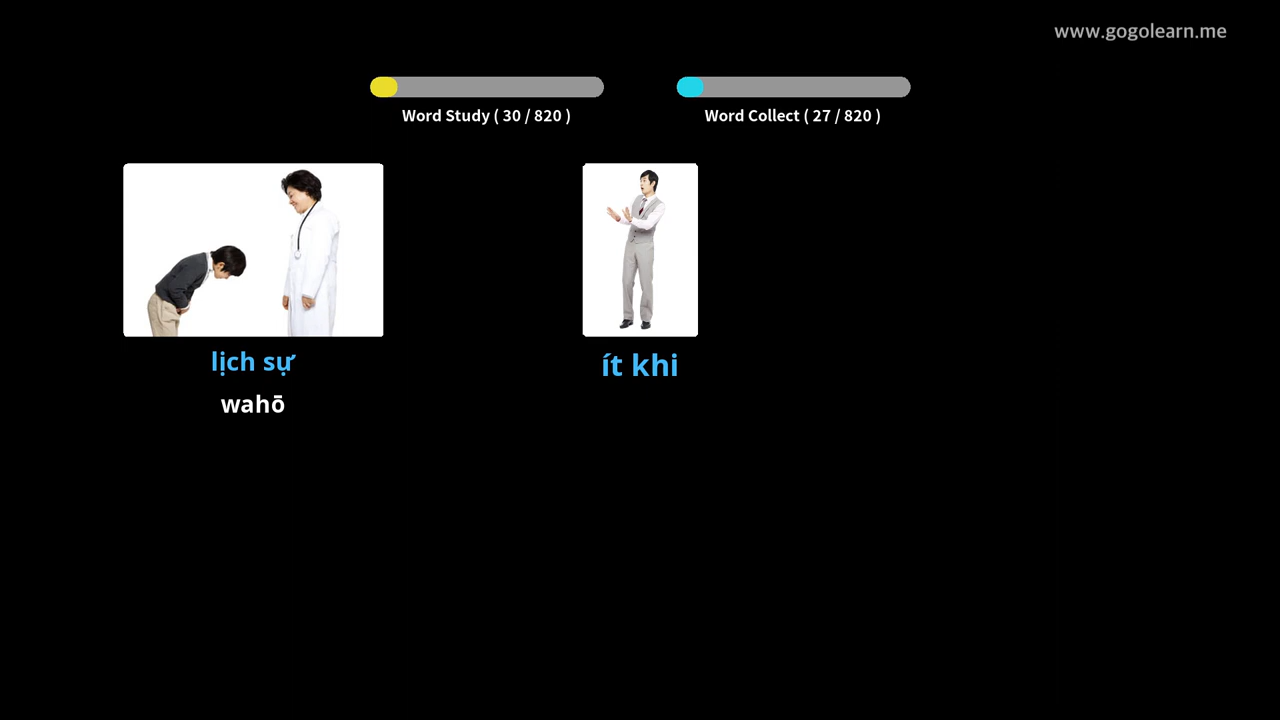 www.gogolearn.me
Word Study ( 30 / 820 )
Word Collect ( 27 / 820 )
lịch sự
wahō
ít khi